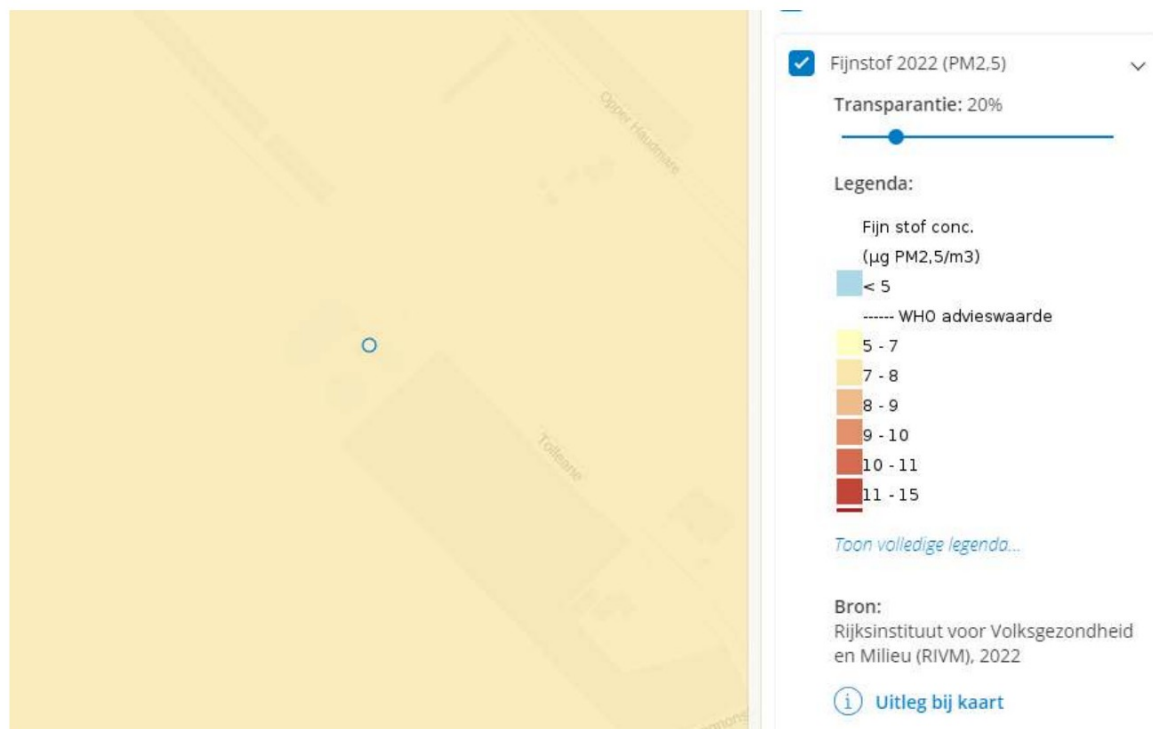 Opper Haudmare
Tolleane
Fijnstof 2022 (PM2,5)
Transparantie: 20%
Legenda:
Fijn stof conc.
(µg PM2,5/m3)
< 5
------ WHO advieswaarde
5 - 7
7 - 8
8 - 9
9 - 10
10 - 11
11 - 15
Toon volledige legenda...
Bron:
Rijksinstituut voor Volksgezondheid
en Milieu (RIVM), 2022
i Uitleg bij kaart